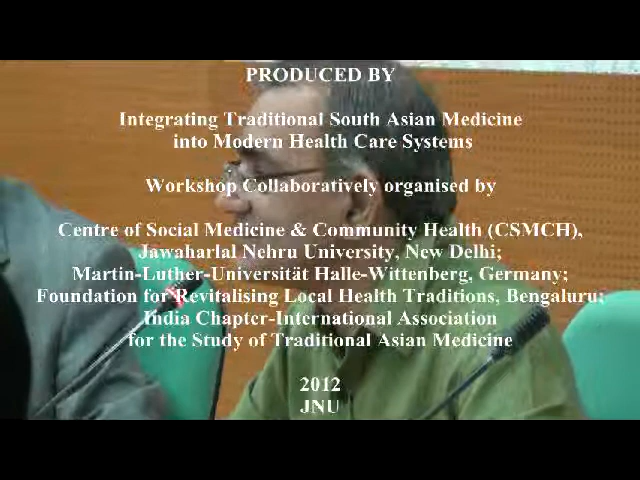 PRODUCED BY
Integrating Traditional South Asian Medicine
into Modern Health Care Systems
Workshop Collaboratively organised by
Centre of Social Medicine & Community Health (CSMCH),
Jawaharlal Nehru University, New Delhi;
Martin-Luther-Universität Halle-Wittenberg, Germany;
Foundation for Revitalising Local Health Traditions, Bengaluru;
India Chapter-International Association
for the Study of Traditional Asian Medicine
2012
JNU